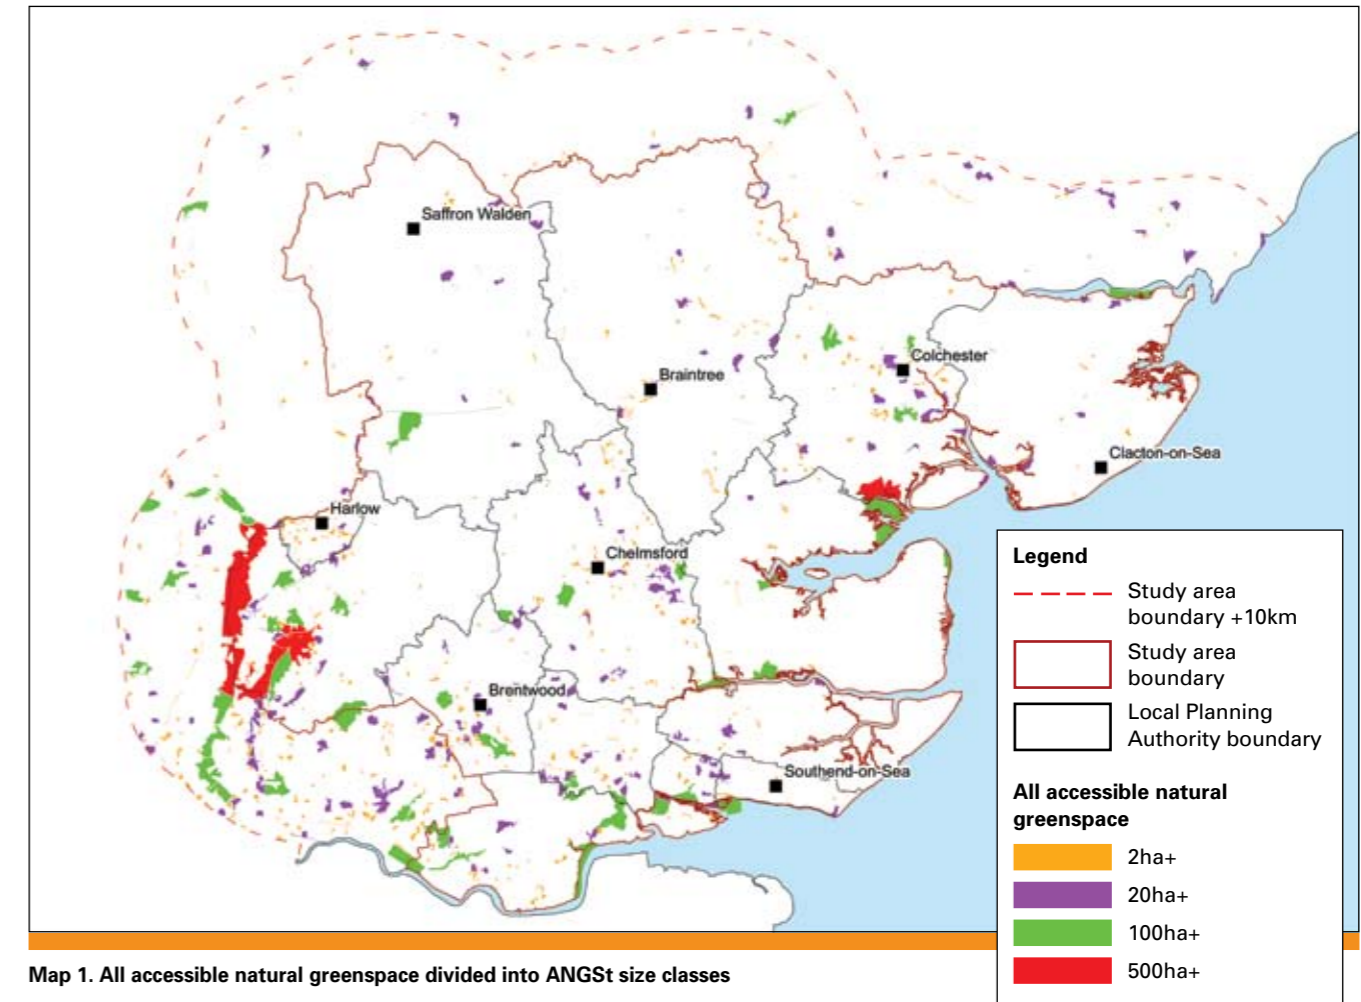 Saffron Walden
Colchester
Braintree
Clacton-on-Sea
Harlow
Chelmsford
Brentwood
Southend-on-Sea
Legend
Study area
boundary +10km
Study area
boundary
Local Planning
Authority boundary
All accessible natural
greenspace
2ha+
20ha+
100ha+
500ha+
Map 1. All accessible natural greenspace divided into ANGSt size classes